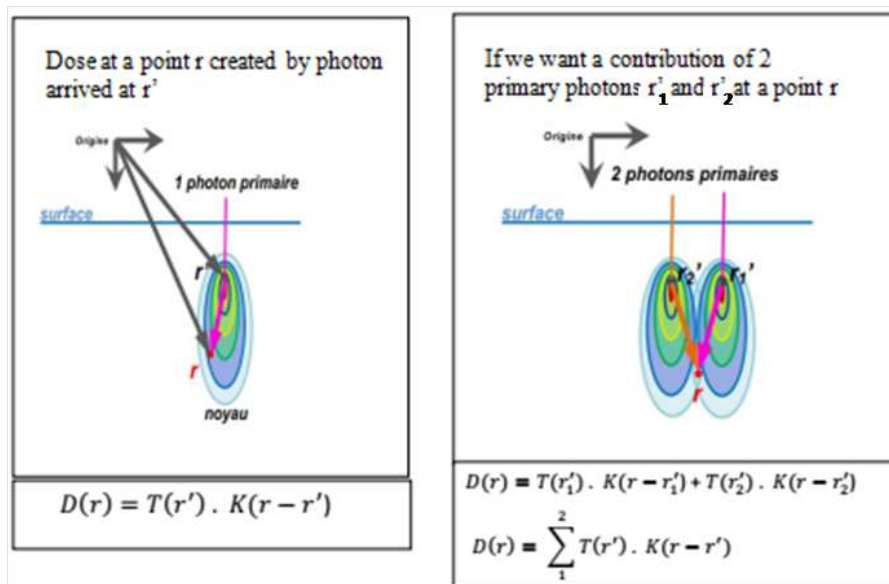 Dose at a point r created by photon
arrived at r'
Origine
1 photon primaire
surface
r'
r
noyau
D(r) = T(r') . K(r − r')
If we want a contribution of 2
primary photons r'₁ and r'₂ at a point r
Origine
2 photons primaires
surface
r₂' r₁'
r
D(r) = T(r'₁) . K(r − r'₁) + T(r'₂) . K(r − r'₂)
D(r) = ∑₁² T(r') . K(r − r')